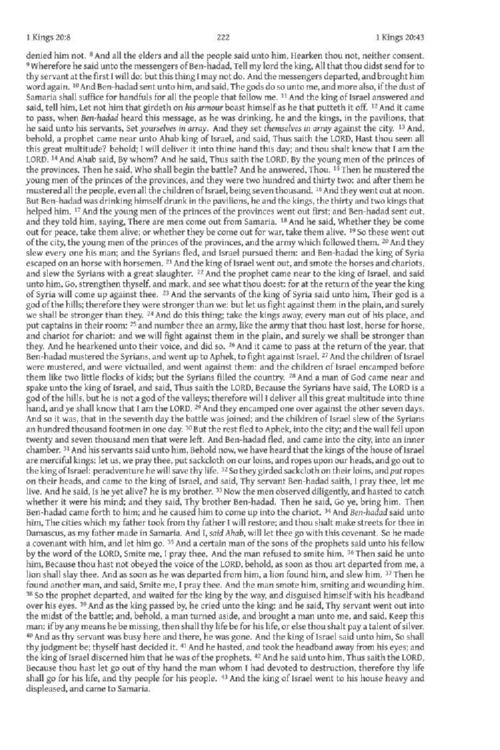 1 Kings 20:8 222 1 Kings 20:43
denied him not. 8 And all the elders and all the people said unto him, Hearken thou not, neither consent.
9 Wherefore he said unto the messengers of Ben-hadad, Tell my lord the king, All that thou didst send for to
thy servant at the first I will do: but this thing I may not do. And the messengers departed, and brought him
word again. 10 And Ben-hadad sent unto him, and said, The gods do so unto me, and more also, if the dust of
Samaria shall suffice for handfuls for all the people that follow me. 11 And the king of Israel answered and
said, tell him, Let not him that girdeth on his armour boast himself as he that putteth it off. 12 And it came
to pass, when Ben-hadad heard this message, as he was drinking, he and the kings, in the pavilions, that
he said unto his servants, Set yourselves in array. And they set themselves in array against the city. 13 And,
behold, a prophet came near unto Ahab king of Israel, and said, Thus saith the LORD, Hast thou seen all
this great multitude? behold; I will deliver it into thine hand this day; and thou shalt know that I am the
LORD. 14 And Ahab said, By whom? And he said, Thus saith the LORD, By the young men of the princes of
the provinces. Then he said, Who shall begin the battle? And he answered, Thou. 15 Then he mustered the
young men of the princes of the provinces, and they were two hundred and thirty two: and after them he
mustered all the people, even all the children of Israel, being seven thousand. 16 And they went out at noon.
But Ben-hadad was drinking himself drunk in the pavilions, he and the kings, the thirty and two kings that
helped him. 17 And the young men of the princes of the provinces went out first; and Ben-hadad sent out,
and they told him, saying, There are men come out from Samaria. 18 And he said, Whether they be come
out for peace, take them alive; or whether they be come out for war, take them alive. 19 So these went out
of the city, the young men of the princes of the provinces, and the army which followed them. 20 And they
slew every one his man; and the Syrians fled, and Israel pursued them: and Ben-hadad the king of Syria
escaped on an horse with horsemen. 21 And the king of Israel went out, and smote the horses and chariots,
and slew the Syrians with a great slaughter. 22 And the prophet came near to the king of Israel, and said
unto him, Go, strengthen thyself, and mark, and see what thou doest: for at the return of the year the king
of Syria will come up against thee. 23 And the servants of the king of Syria said unto him, Their god is a
god of the hills; therefore they were stronger than we: but let us fight against them in the plain, and surely
we shall be stronger than they. 24 And do this thing; take the kings away, every man out of his place, and
put captains in their room: 25 and number thee an army, like the army that thou hast lost, horse for horse,
and chariot for chariot: and we will fight against them in the plain, and surely we shall be stronger than
they. And he hearkened unto their voice, and did so. 26 And it came to pass at the return of the year, that
Ben-hadad mustered the Syrians, and went up to Aphek, to fight against Israel. 27 And the children of Israel
were mustered, and were victualled, and went against them: and the children of Israel encamped before
them like two little flocks of kids; but the Syrians filled the country. 28 And a man of God came near and
spake unto the king of Israel, and said, Thus saith the LORD, Because the Syrians have said, The LORD is a
god of the hills, but he is not a god of the valleys; therefore will I deliver all this great multitude into thine
hand, and ye shall know that I am the LORD. 29 And they encamped one over against the other seven days.
And so it was, that in the seventh day the battle was joined; and the children of Israel slew of the Syrians
an hundred thousand footmen in one day. 30 But the rest fled to Aphek, into the city; and the wall fell upon
twenty and seven thousand men that were left. And Ben-hadad fled, and came into the city, into an inner
chamber. 31 And his servants said unto him, Behold now, we have heard that the kings of the house of Israel
are merciful kings: let us, we pray thee, put sackcloth on our loins, and ropes upon our heads, and go out to
the king of Israel: peradventure he will save thy life. 32 So they girded sackcloth on their loins, and put ropes
on their heads, and came to the king of Israel, and said, Thy servant Ben-hadad saith, I pray thee, let me
live. And he said, Is he yet alive? he is my brother. 33 Now the men observed diligently, and hasted to catch
whether it were his mind; and they said, Thy brother Ben-hadad. Then he said, Go ye, bring him. Then
Ben-hadad came forth to him; and he caused him to come up into the chariot. 34 And Ben-hadad said unto
him, The cities which my father took from thy father I will restore; and thou shalt make streets for thee in
Damascus, as my father made in Samaria. And I, said Ahab, will let thee go with this covenant. So he made
a covenant with him, and let him go. 35 And a certain man of the sons of the prophets said unto his fellow
by the word of the LORD, Smite me, I pray thee. And the man refused to smite him. 36 Then said he unto
him, Because thou hast not obeyed the voice of the LORD, behold, as soon as thou art departed from me, a
lion shall slay thee. And as soon as he was departed from him, a lion found him, and slew him. 37 Then he
found another man, and said, Smite me, I pray thee. And the man smote him, smiting and wounding him.
38 So the prophet departed, and waited for the king by the way, and disguised himself with his headband
over his eyes. 39 And as the king passed by, he cried unto the king: and he said, Thy servant went out into
the midst of the battle; and, behold, a man turned aside, and brought a man unto me, and said, Keep this
man: if by any means he be missing, then shall thy life be for his life, or else thou shalt pay a talent of silver.
40 And as thy servant was busy here and there, he was gone. And the king of Israel said unto him, So shall
thy judgment be; thyself hast decided it. 41 And he hasted, and took the headband away from his eyes; and
the king of Israel discerned him that he was of the prophets. 42 And he said unto him, Thus saith the LORD,
Because thou hast let go out of thy hand the man whom I had devoted to destruction, therefore thy life
shall go for his life, and thy people for his people. 43 And the king of Israel went to his house heavy and
displeased, and came to Samaria.